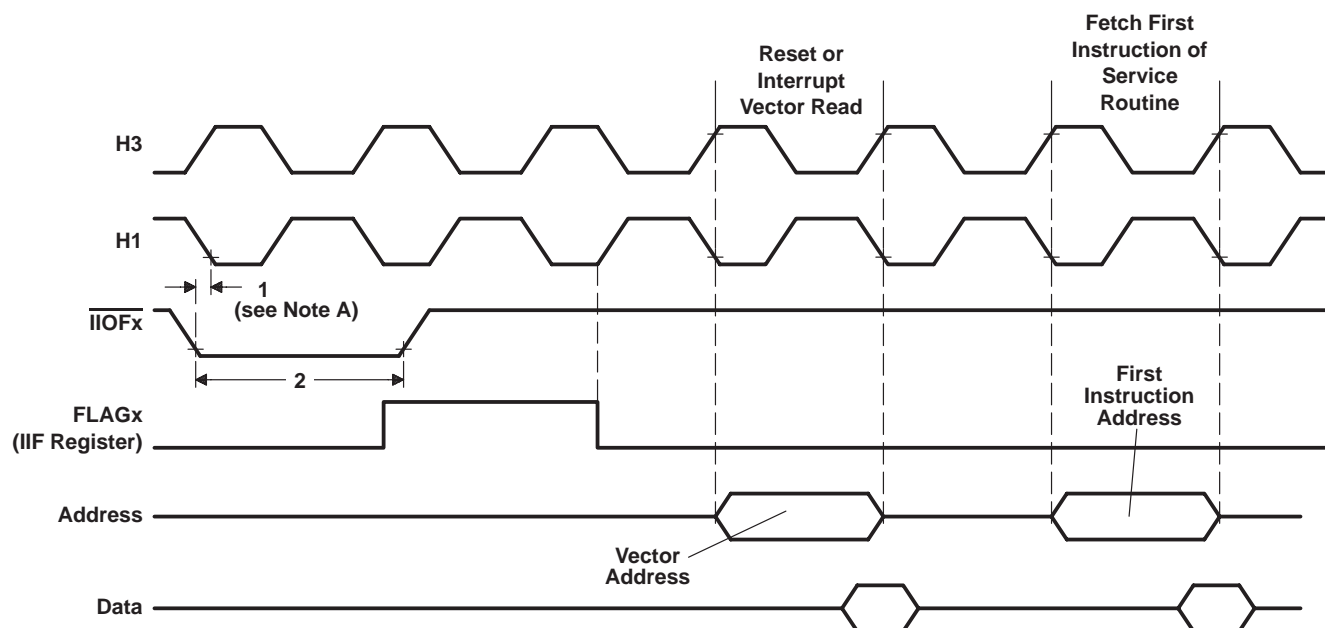 Fetch First
Instruction of
Service
Routine
Reset or
Interrupt
Vector Read
H3
H1
1
(see Note A)
IIOFx
2
FLAGx
(IIF Register)
First
Instruction
Address
Address
Vector
Address
Data